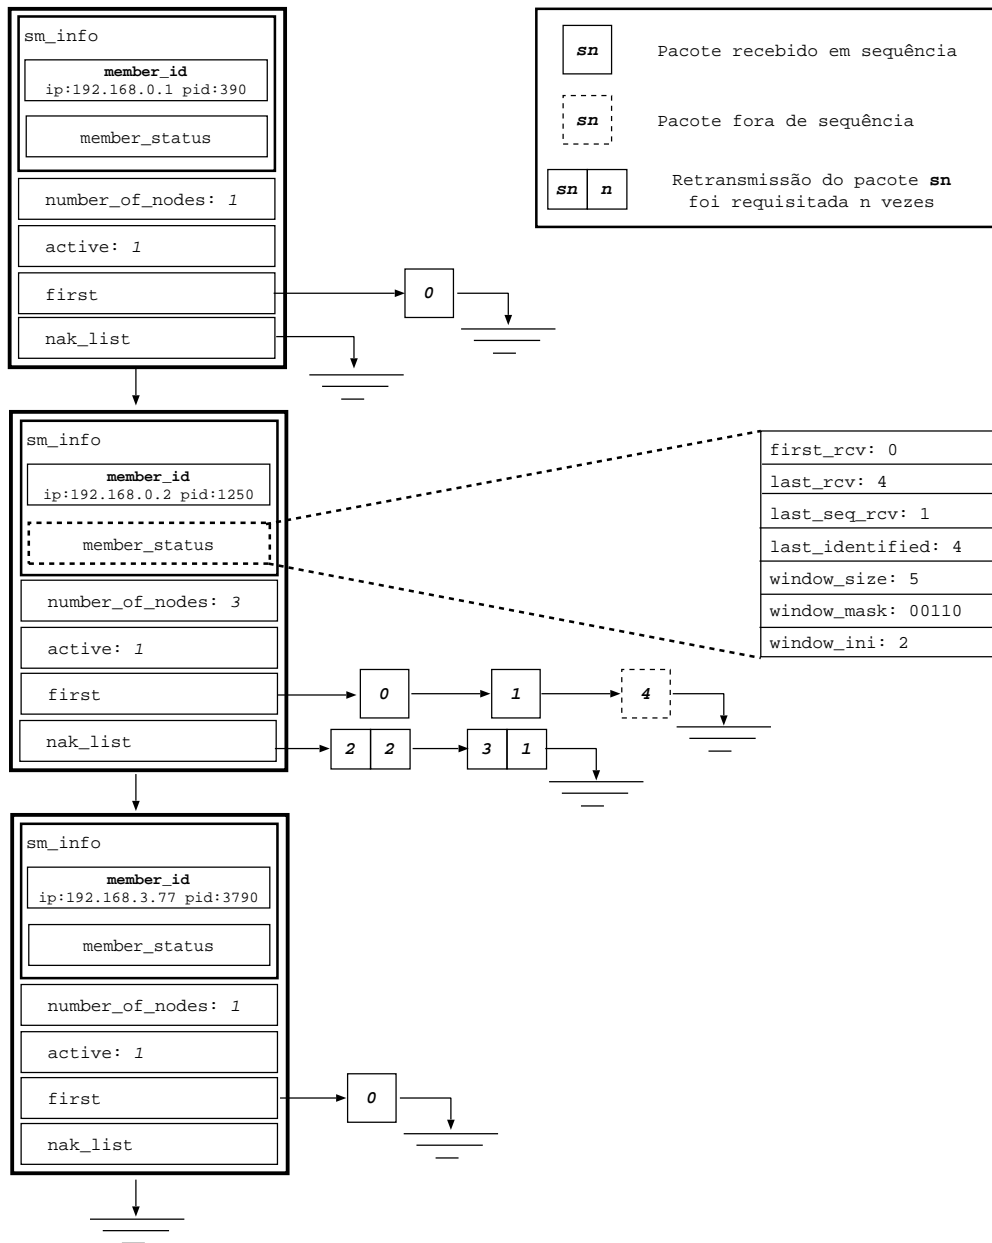 sm_info
member_id
ip:192.168.0.1 pid:390
member_status
number_of_nodes: 1
active: 1
first
nak_list
0
sn
Pacote recebido em sequência
sn
Pacote fora de sequência
sn n
Retransmissão do pacote sn
foi requisitada n vezes
sm_info
member_id
ip:192.168.0.2 pid:1250
member_status
number_of_nodes: 3
active: 1
first
nak_list
0
1
4
2 2
3 1
first_rcv: 0
last_rcv: 4
last_seq_rcv: 1
last_identified: 4
window_size: 5
window_mask: 00110
window_ini: 2
sm_info
member_id
ip:192.168.3.77 pid:3790
member_status
number_of_nodes: 1
active: 1
first
nak_list
0